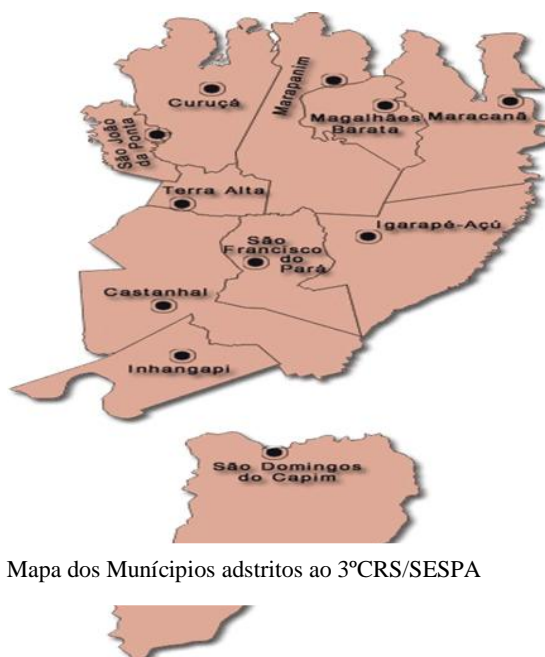 Curuçá
Marapanim
Magalhães
Barata
Maracanã
São João
da Ponta
Terra Alta
Igarapé-Açú
São
Francisco
do
Pará
Castanhal
Inhangapi
São Domingos
do Capim
Mapa dos Munícipios adstritos ao 3ºCRS/SESPA